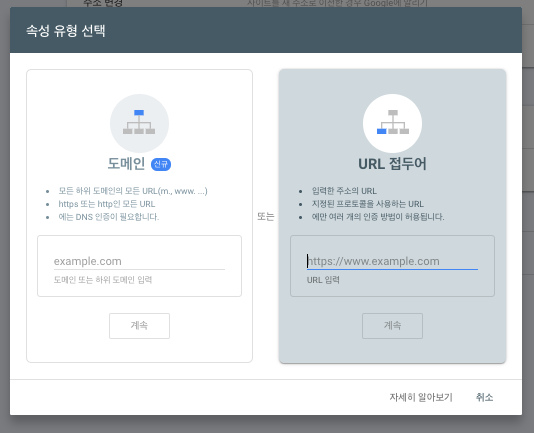 주소 변경
사이트를 새 주소로 이전한 경우 Google에 알리기
속성 유형 선택
도메인 신규
모든 하위 도메인의 모든 URL(m., www. ...)
https 또는 http인 모든 URL
에는 DNS 인증이 필요합니다.
example.com
도메인 또는 하위 도메인 입력
계속
또는
URL 접두어
입력한 주소의 URL
지정된 프로토콜을 사용하는 URL
에만 여러 개의 인증 방법이 허용됩니다.
https://www.example.com
URL 입력
계속
자세히 알아보기
취소